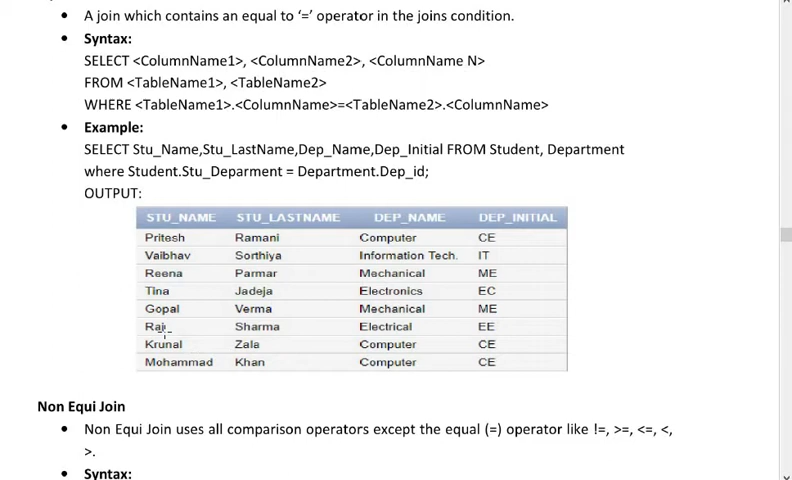 • A join which contains an equal to ‘=’ operator in the joins condition.
• Syntax:
SELECT <ColumnName1>, <ColumnName2>, <ColumnName N>
FROM <TableName1>, <TableName2>
WHERE <TableName1>.<ColumnName>=<TableName2>.<ColumnName>
• Example:
SELECT Stu_Name,Stu_LastName,Dep_Name,Dep_Initial FROM Student, Department
where Student.Stu_Deparment = Department.Dep_id;
OUTPUT:
STU_NAME STU_LASTNAME DEP_NAME DEP_INITIAL
Pritesh Ramani Computer CE
Vaibhav Sorthiya Information Tech. IT
Reena Parmar Mechanical ME
Tina Jadeja Electronics EC
Gopal Verma Mechanical ME
Sharma Electrical EE
Krunal Zala Computer CE
Mohammad Khan Computer CE
Non Equi Join
• Non Equi Join uses all comparison operators except the equal (=) operator like !=, >=, <=, <,
>.
• Syntax: